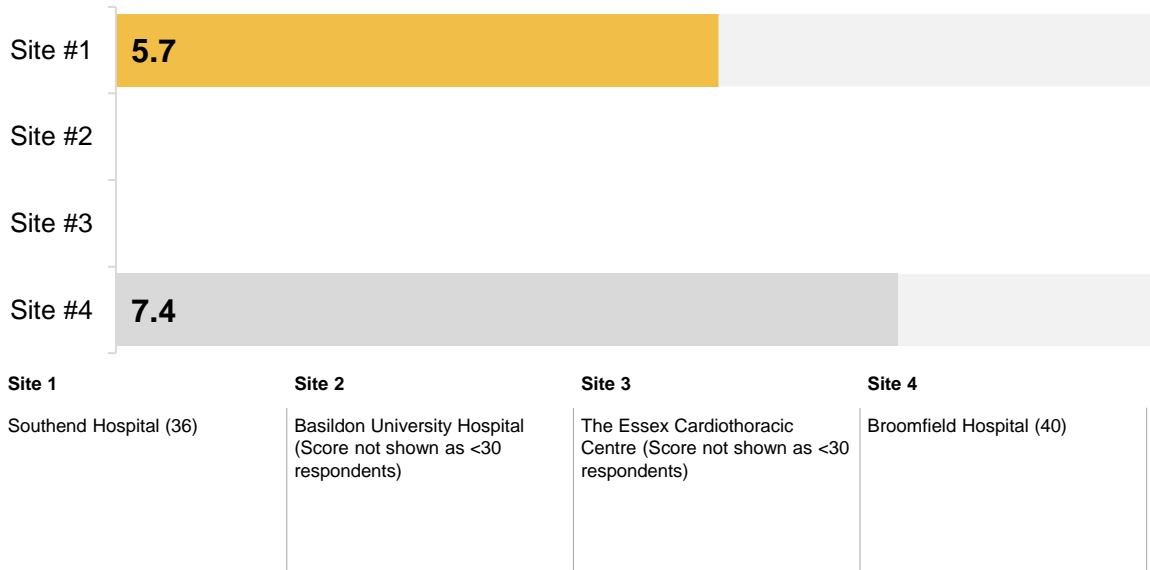 Site #1
5.7
Site #2
Site #3
Site #4
7.4
Site 1
Southend Hospital (36)
Site 2
Basildon University Hospital
(Score not shown as <30
respondents)
Site 3
The Essex Cardiothoracic
Centre (Score not shown as <30
respondents)
Site 4
Broomfield Hospital (40)